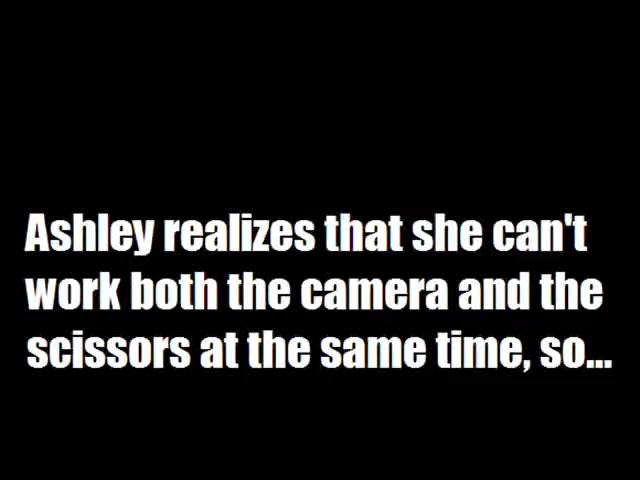 Ashley realizes that she can't
work both the camera and the
scissors at the same time, so...